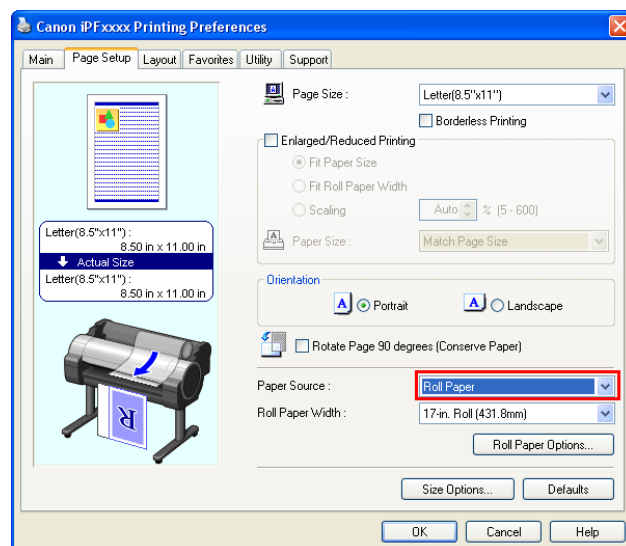 Canon iPFxxxx Printing Preferences
Main Page Setup Layout Favorites Utility Support
Page Size : Letter(8.5"x11")
Borderless Printing
Enlarged/Reduced Printing
Fit Paper Size
Fit Roll Paper Width
Scaling Auto % (5 - 600)
Paper Size : Match Page Size
Letter(8.5"x11") :
8.50 in x 11.00 in
Actual Size
Letter(8.5"x11") :
8.50 in x 11.00 in
Orientation
A Portrait A Landscape
Rotate Page 90 degrees (Conserve Paper)
Paper Source : Roll Paper
Roll Paper Width : 17-in. Roll (431.8mm)
R
Roll Paper Options...
Size Options... Defaults
OK Cancel Help